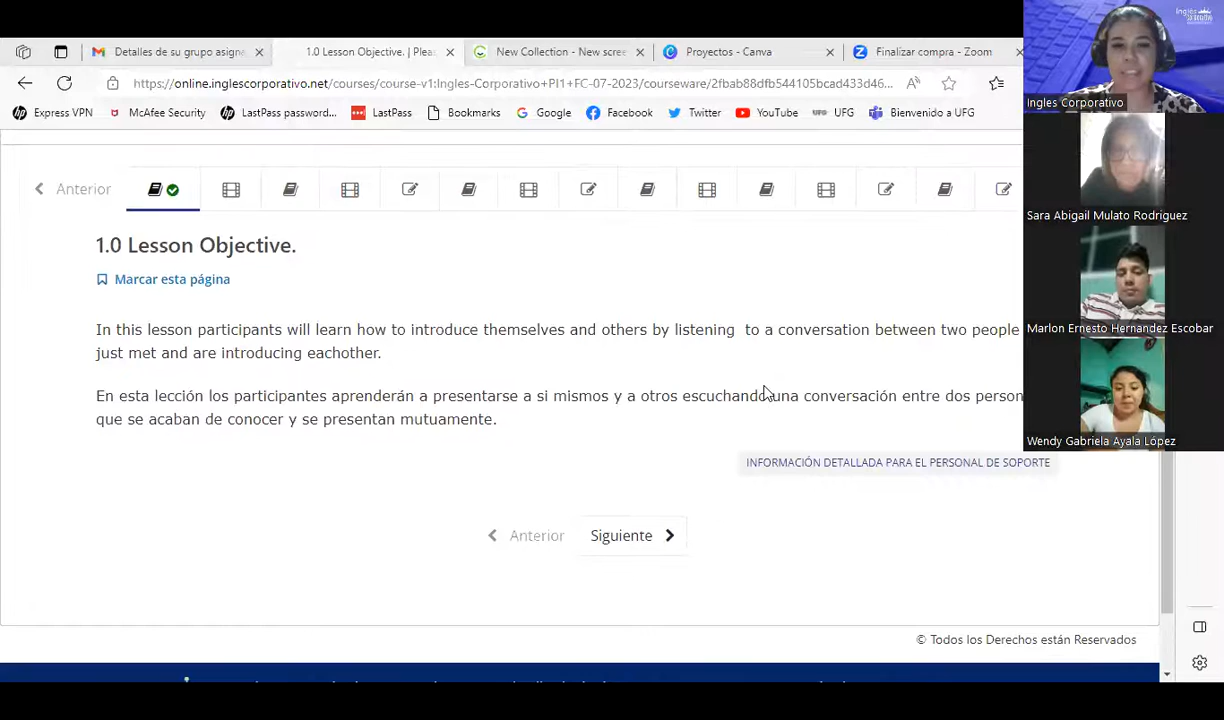 Detalles de su grupo asigne
1.0 Lesson Objective. | Plea
New Collection - New scree
Proyectos - Canva
Finalizar compra - Zoom
https://online.inglescorporativo.net/courses/course-v1:Ingles-Corporativo+PI1+FC-07-2023/courseware/2fbab88dfb544105bcad433d46...
Express VPN
McAfee Security
LastPass password...
LastPass
Bookmarks
Google
Facebook
Twitter
YouTube
UFG
Bienvenido a UFG
Ingles Corporativo
Sara Abigail Mulato Rodriguez
Marlon Ernesto Hernandez Escobar
Wendy Gabriela Ayala López
Anterior
1.0 Lesson Objective.
Marcar esta página
In this lesson participants will learn how to introduce themselves and others by listening to a conversation between two people
just met and are introducing eachother.
En esta lección los participantes aprenderán a presentarse a si mismos y a otros escuchando una conversación entre dos person
que se acaban de conocer y se presentan mutuamente.
INFORMACIÓN DETALLADA PARA EL PERSONAL DE SOPORTE
Anterior
Siguiente
© Todos los Derechos están Reservados